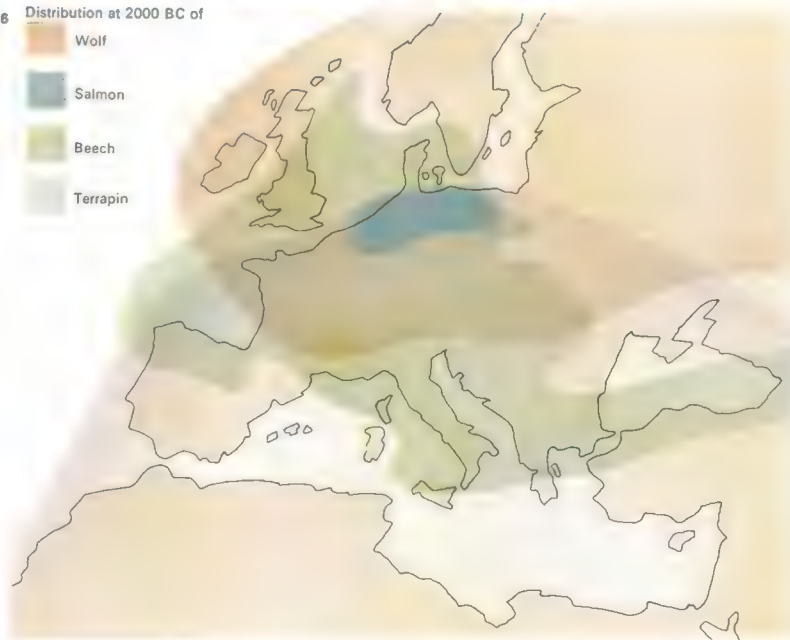 6 Distribution at 2000 BC of
Wolf
Salmon
Beech
Terrapin